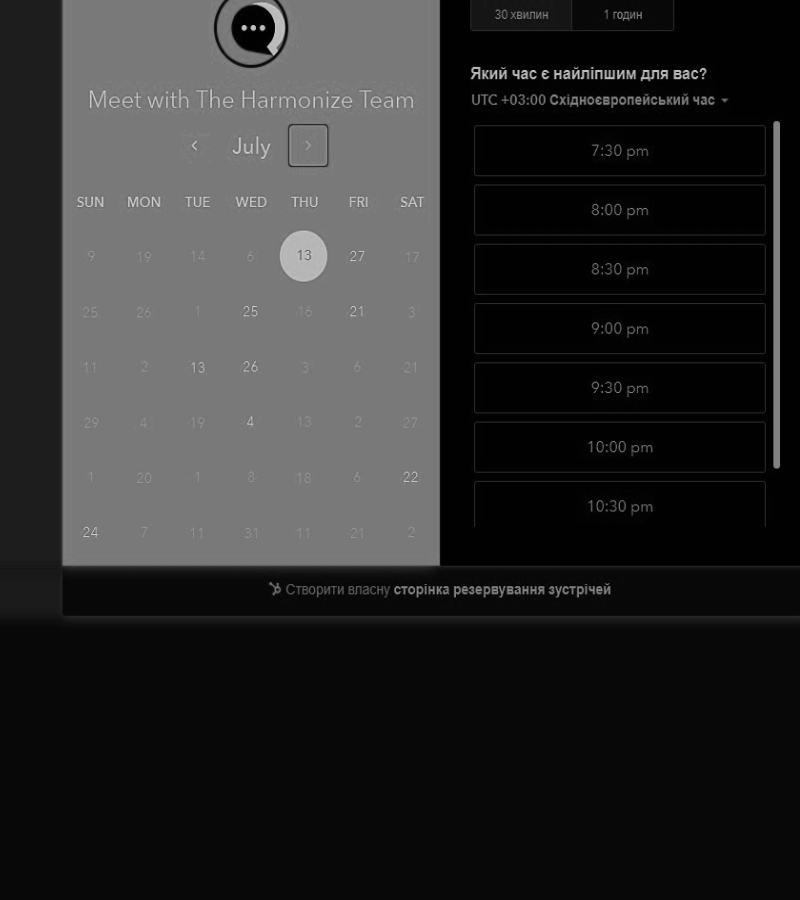 30 хвилин 1 годин
Meet with The Harmonize Team
July
SUN MON TUE WED THU FRI SAT
9 19 14 6 13 27 17
25 26 1 25 16 21 3
11 2 13 26 3 6 21
29 4 19 4 13 2 27
1 20 1 8 18 6 22
24 7 11 31 11 21 2
Який час є найліпшим для вас?
UTC +03:00 Східноєвропейський час
7:30 pm
8:00 pm
8:30 pm
9:00 pm
9:30 pm
10:00 pm
10:30 pm
Створити власну сторінка резервування зустрічей